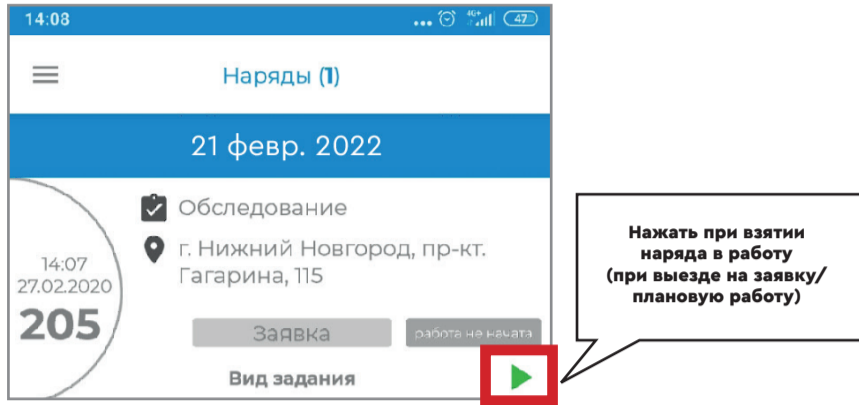 14:08
... 4G+ 47
Наряды (1)
21 февр. 2022
Обследование
г. Нижний Новгород, пр-кт.
Гагарина, 115
14:07
27.02.2020
205
Заявка
работа не начата
Вид задания
Нажать при взятии
наряда в работу
(при выезде на заявку/
плановую работу)